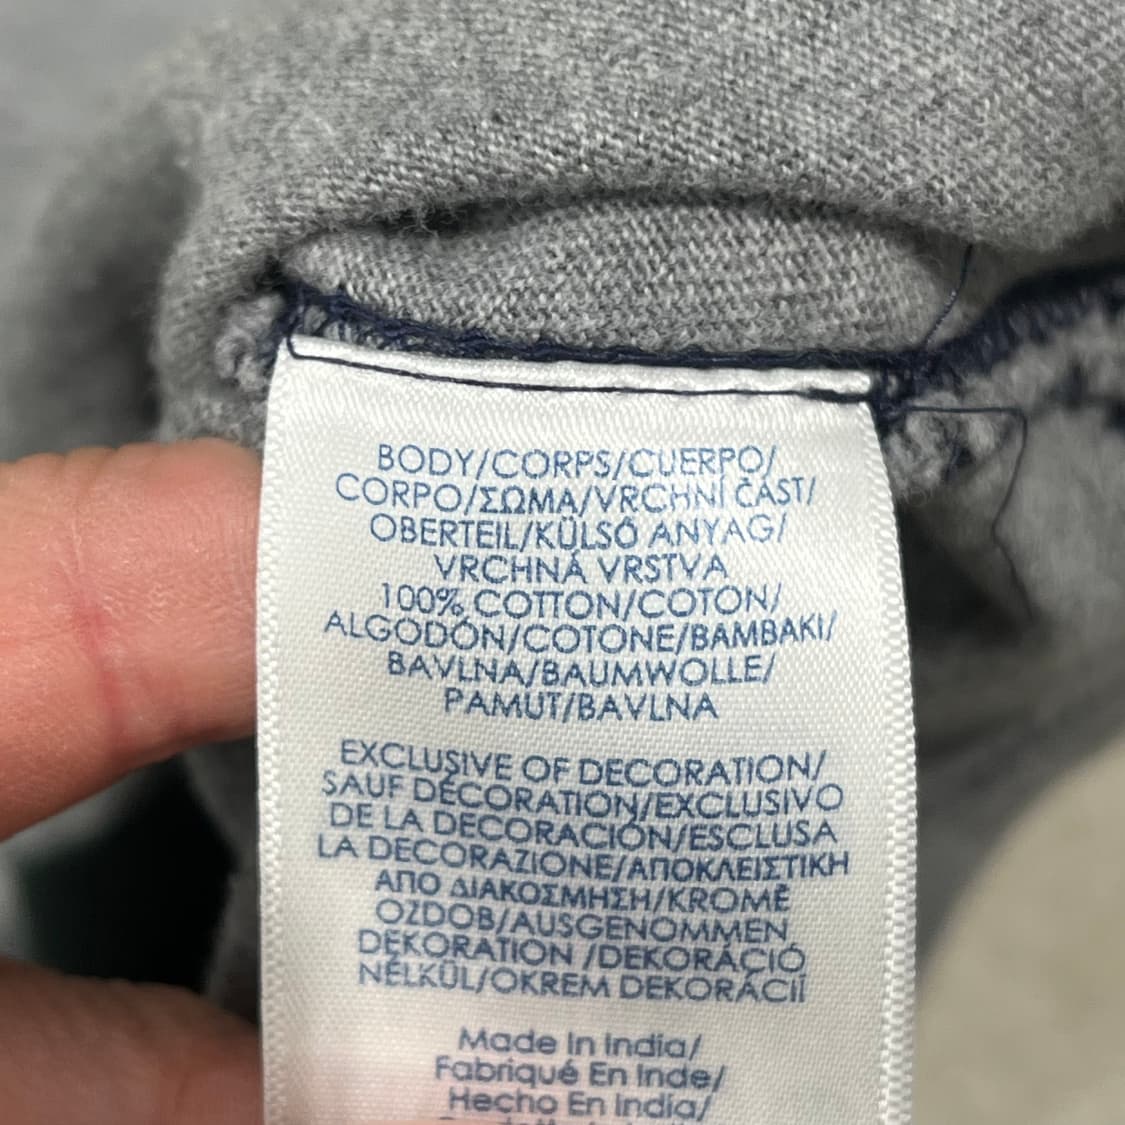 BODY/CORPS/CUERPO/
CORPO/ΣΩΜΑ/VRCHNÍ ČÁST/
OBERTEIL/KÜLSŐ ANYAG/
VRCHNÁ VRSTVA
100% COTTON/COTON/
ALGODÓN/COTONE/BAMBAKI/
BAVLNA/BAUMWOLLE/
PAMUT/BAVLNA
EXCLUSIVE OF DECORATION/
SAUF DÉCORATION/EXCLUSIVO
DE LA DECORACIÓN/ESCLUSA
LA DECORAZIONE/ΑΠΟΚΛΕΙΣΤΙΚΗ
ΑΠΟ ΔΙΑΚΟΣΜΗΣΗ/KROMĚ
OZDOB/AUSGENOMMEN
DEKORATION /DEKORÁCIÓ
NÉLKÜL/OKREM DEKORÁCIÍ
Made In India/
Fabriqué En Inde/
Hecho En India/